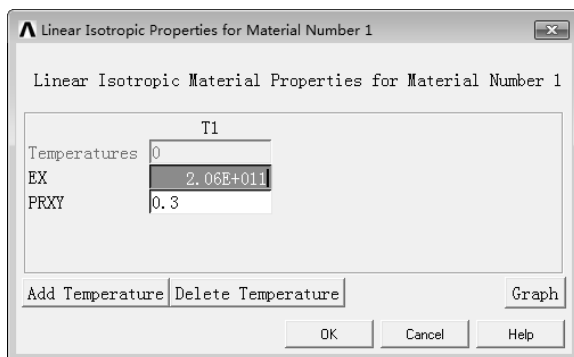 Linear Isotropic Properties for Material Number 1
Linear Isotropic Material Properties for Material Number 1
T1
Temperatures 0
EX 2.06E+011
PRXY 0.3
Add Temperature Delete Temperature Graph
OK Cancel Help